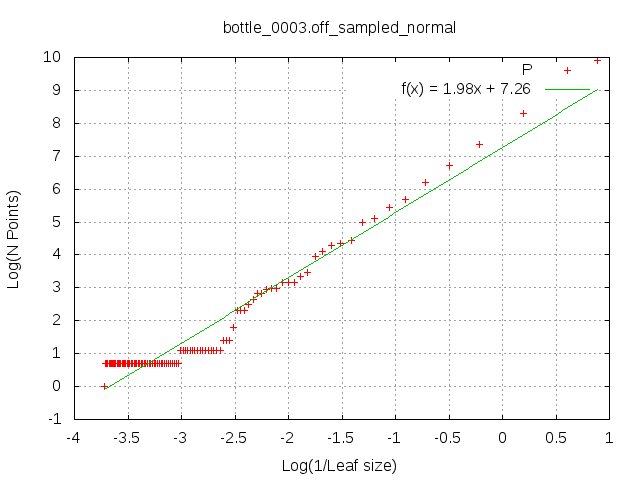 bottle_0003.off_sampled_normal
10
9
8
7
6
5
4
3
2
1
0
-1
P
f(x) = 1.98x + 7.26
Log(N Points)
-4 -3.5 -3 -2.5 -2 -1.5 -1 -0.5 0 0.5 1
Log(1/Leaf size)